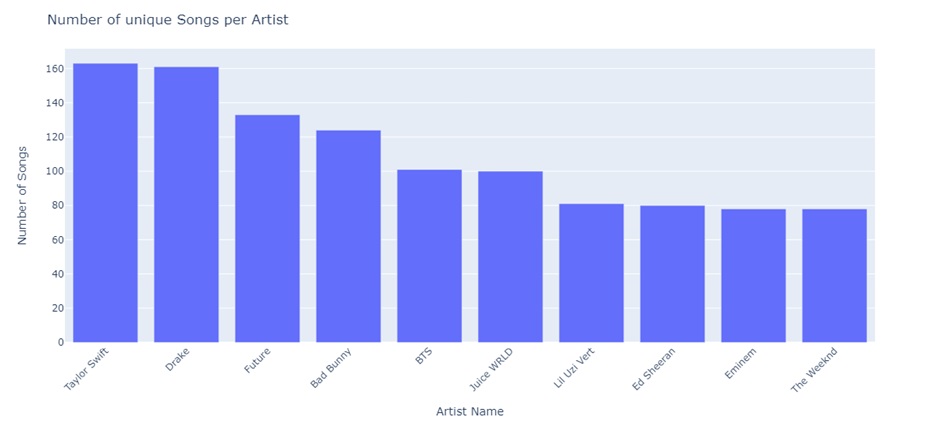 Number of unique Songs per Artist
Number of Songs
160
140
120
100
80
60
40
20
0
Taylor Swift
Drake
Future
Bad Bunny
BTS
Juice WRLD
Lil Uzi Vert
Ed Sheeran
Eminem
The Weeknd
Artist Name